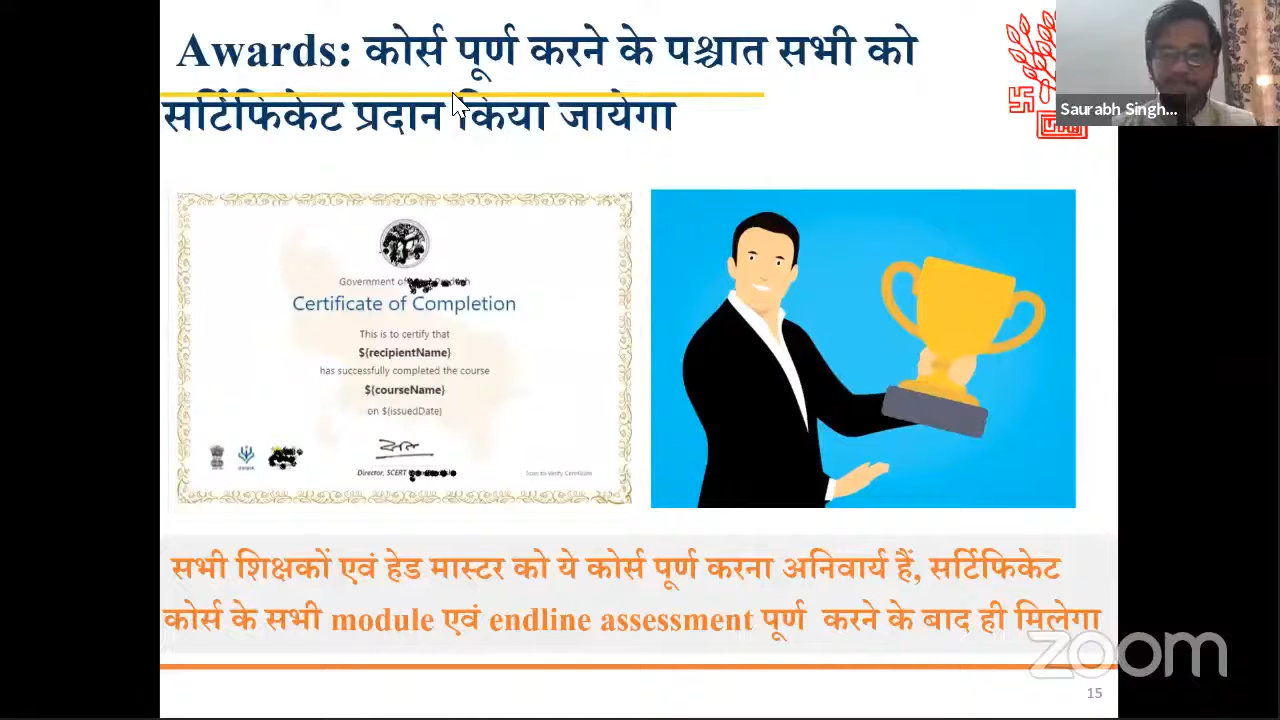 Awards: कोर्स पूर्ण करने के पश्चात सभी को
सर्टिफिकेट प्रदान किया जायेगा
Saurabh Singh...
Government of
Certificate of Completion
This is to certify that
${recipientName}
has successfully completed the course
${courseName}
on ${issuedDate}
Director, SCERT
Scan to Verify Certificate
सभी शिक्षकों एवं हेड मास्टर को ये कोर्स पूर्ण करना अनिवार्य हैं, सर्टिफिकेट
कोर्स के सभी module एवं endline assessment पूर्ण करने के बाद ही मिलेगा
zoom
15